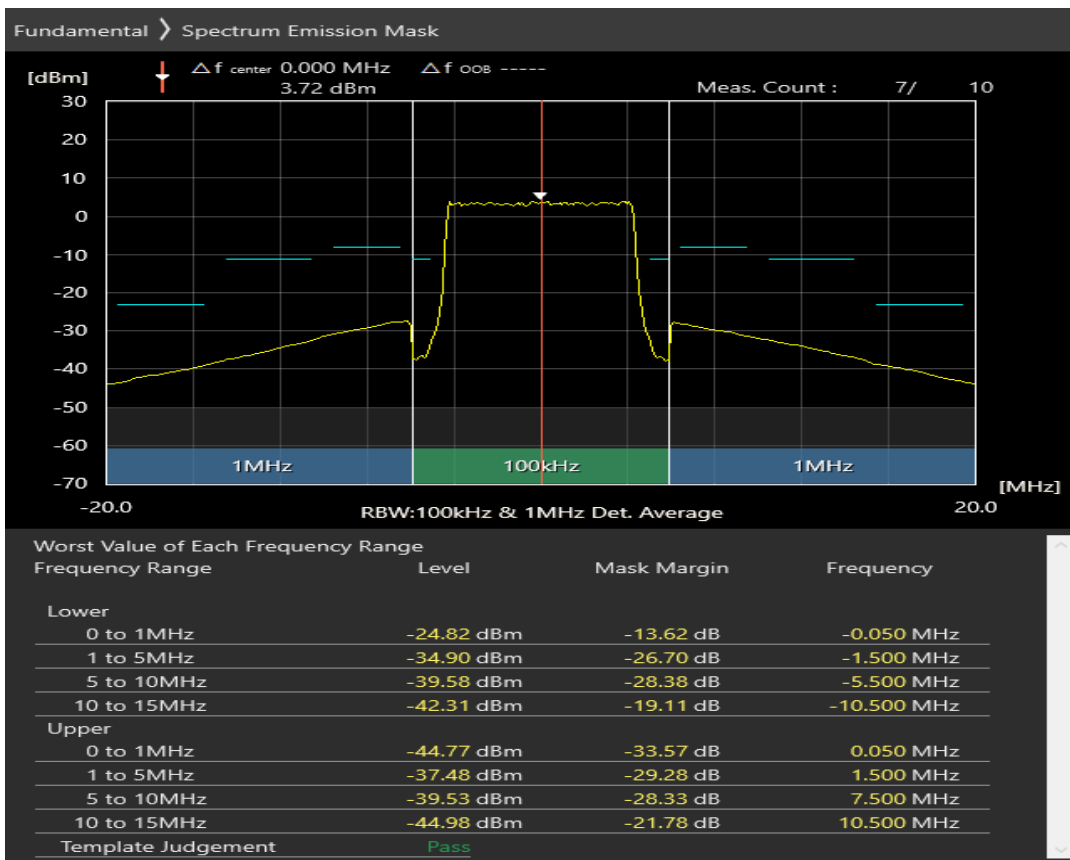 Fundamental 〉 Spectrum Emission Mask
[dBm] △f center 0.000 MHz △f OOB -----
3.72 dBm Meas. Count : 7/ 10
30
20
10
0
-10
-20
-30
-40
-50
-60
-70
1MHz 100kHz 1MHz
[MHz]
-20.0 RBW:100kHz & 1MHz Det. Average 20.0
Worst Value of Each Frequency Range
Frequency Range Level Mask Margin Frequency
Lower
0 to 1MHz -24.82 dBm -13.62 dB -0.050 MHz
1 to 5MHz -34.90 dBm -26.70 dB -1.500 MHz
5 to 10MHz -39.58 dBm -28.38 dB -5.500 MHz
10 to 15MHz -42.31 dBm -19.11 dB -10.500 MHz
Upper
0 to 1MHz -44.77 dBm -33.57 dB 0.050 MHz
1 to 5MHz -37.48 dBm -29.28 dB 1.500 MHz
5 to 10MHz -39.53 dBm -28.33 dB 7.500 MHz
10 to 15MHz -44.98 dBm -21.78 dB 10.500 MHz
Template Judgement Pass